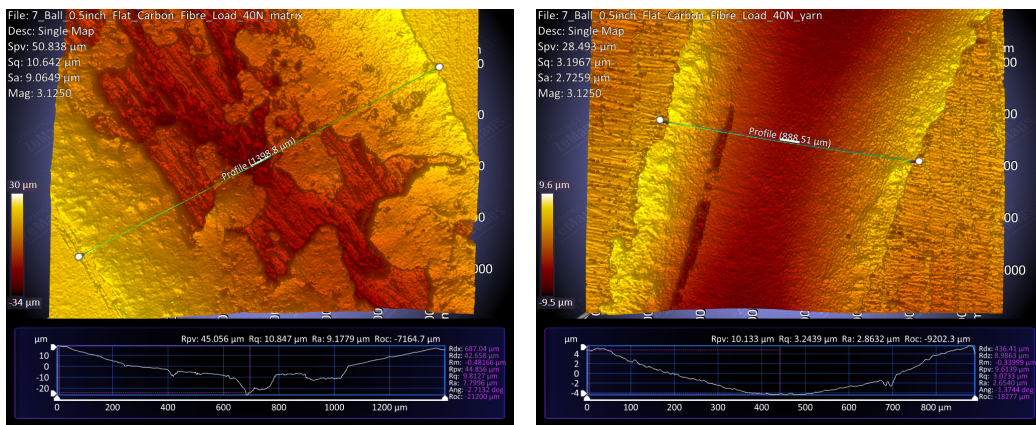 File: 7_Ball_0.5inch_Flat_Carbon_Fibre_Load_40N_matrix
Desc: Single Map
Spv: 50.838 µm
Sq: 10.642 µm
Sa: 9.0649 µm
Mag: 3.1250
Profile (1398.8 µm)
30 µm
-34 µm
000
µm
Rpv: 45.056 µm Rq: 10.847 µm Ra: 9.1779 µm Roc: -7164.7 µm
10
0
-10
-20
0 200 400 600 800 1000 1200 µm
Rdx: 687.04 µm
Rdz: 42.658 µm
Rm: -0.48166 µm
Rpv: 44.856 µm
Rq: 9.8127 µm
Ra: 7.7996 µm
Ang: -2.7132 deg
Roc: -21200 µm
File: 7_Ball_0.5inch_Flat_Carbon_Fibre_Load_40N_yarn
Desc: Single Map
Spv: 28.493 µm
Sq: 3.1967 µm
Sa: 2.7259 µm
Mag: 3.1250
Profile (888.51 µm)
9.6 µm
-9.5 µm
00
00
00
000
µm
Rpv: 10.133 µm Rq: 3.2439 µm Ra: 2.8632 µm Roc: -9202.3 µm
4
0
-4
0 100 200 300 400 500 600 700 800 µm
Rdx: 436.41 µm
Rdz: 8.9863 µm
Rm: -0.33999 µm
Rpv: 9.6139 µm
Rq: 3.0733 µm
Ra: 2.6540 µm
Ang: -1.3744 deg
Roc: -18277 µm